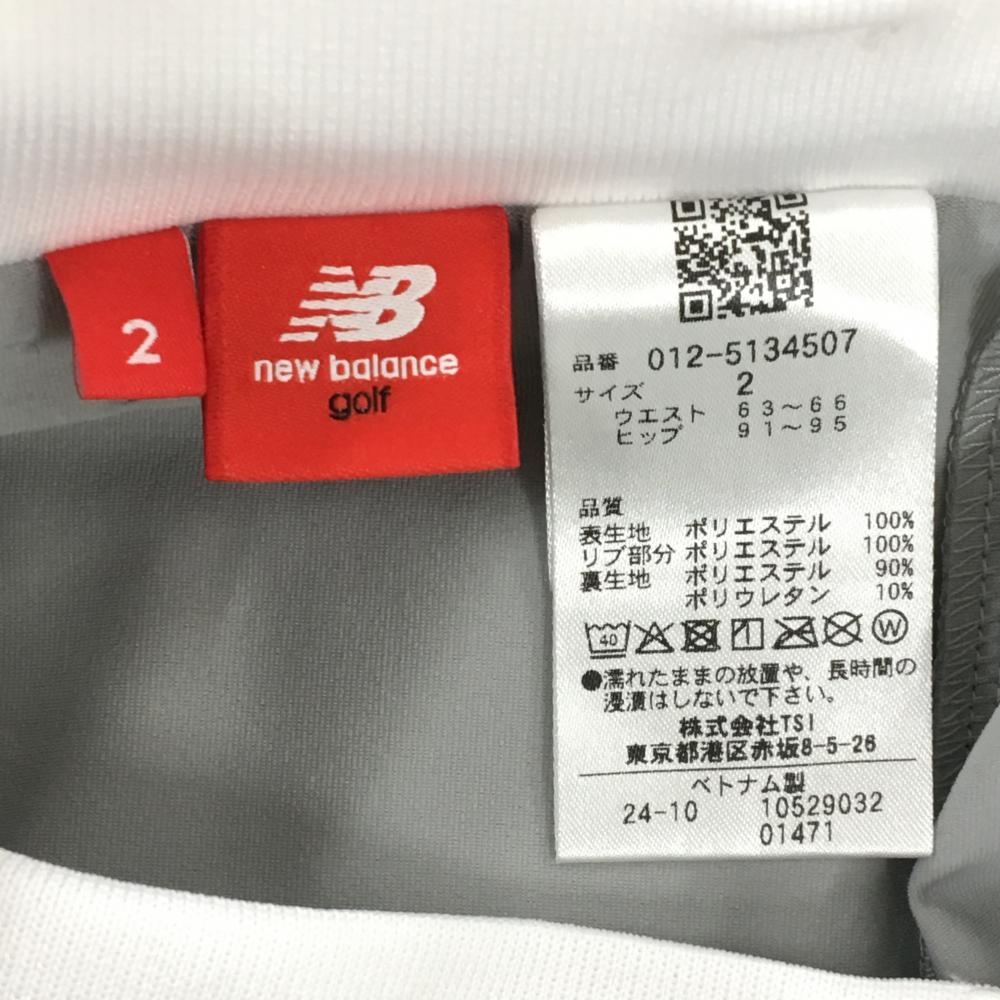 2
NB
new balance
golf
品番 012-5134507
サイズ 2
ウエスト 63～66
ヒップ 91～95
品質
表生地 ポリエステル 100%
リブ部分 ポリエステル 100%
裏生地 ポリエステル 90%
ポリウレタン 10%
40 W
●濡れたままの放置や、長時間の
浸漬はしないで下さい。
株式会社TSI
東京都港区赤坂8-5-26
ベトナム製
24-10 10529032
01471